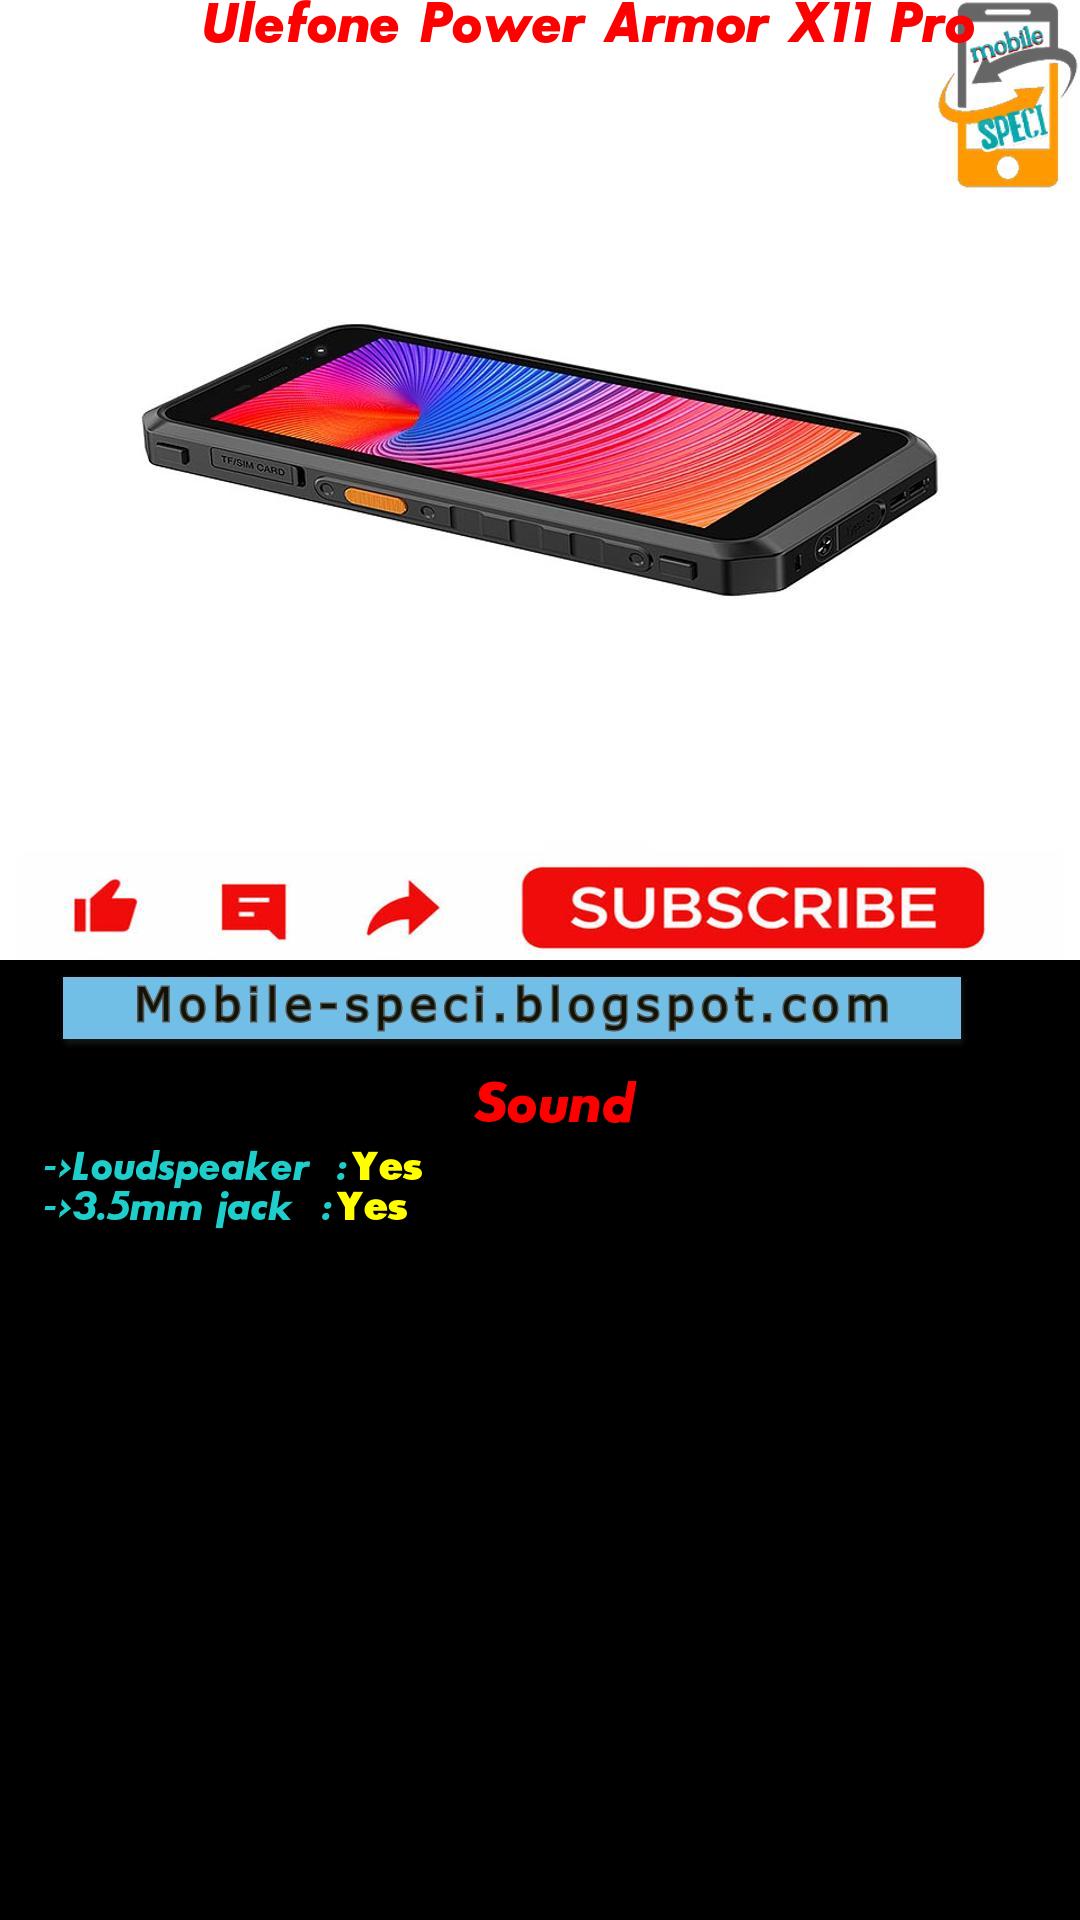 Ulefone Power Armor X11 Pro
mobile
SPECI
TF/SIM CARD
SUBSCRIBE
Mobile-speci.blogspot.com
Sound
->Loudspeaker :Yes
->3.5mm jack :Yes